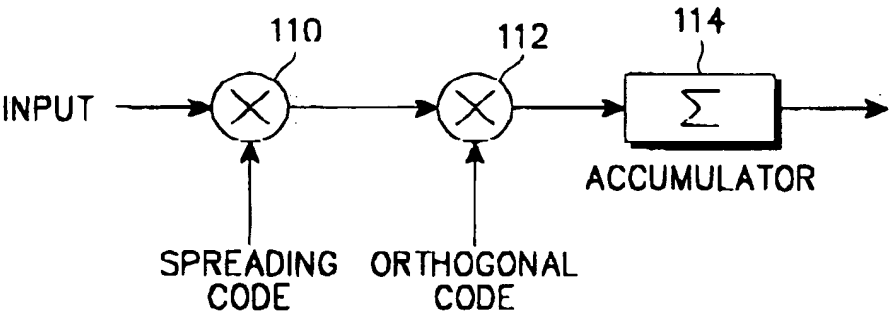 110
112
114
INPUT
Σ
ACCUMULATOR
SPREADING
CODE
ORTHOGONAL
CODE